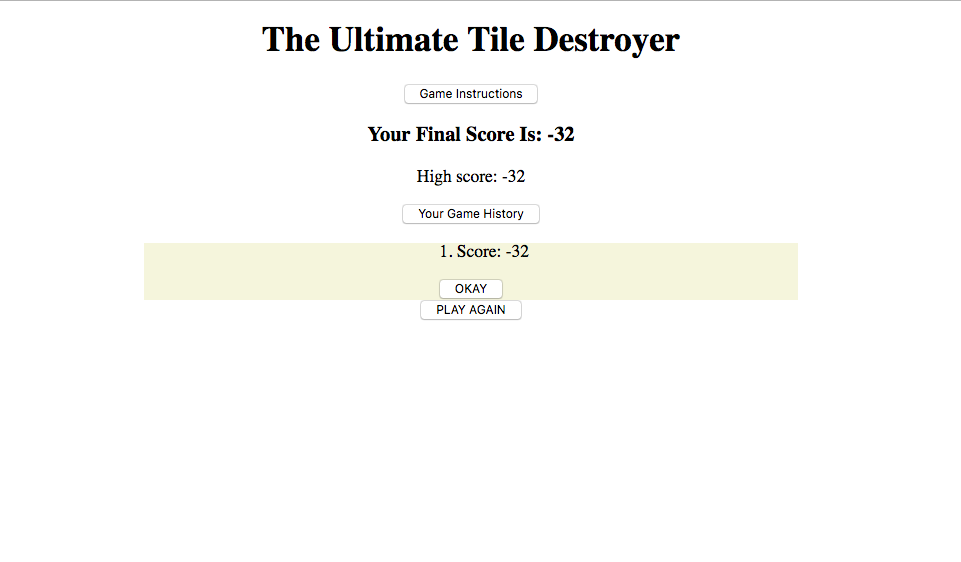 The Ultimate Tile Destroyer
Game Instructions
Your Final Score Is: -32
High score: -32
Your Game History
1. Score: -32
OKAY
PLAY AGAIN